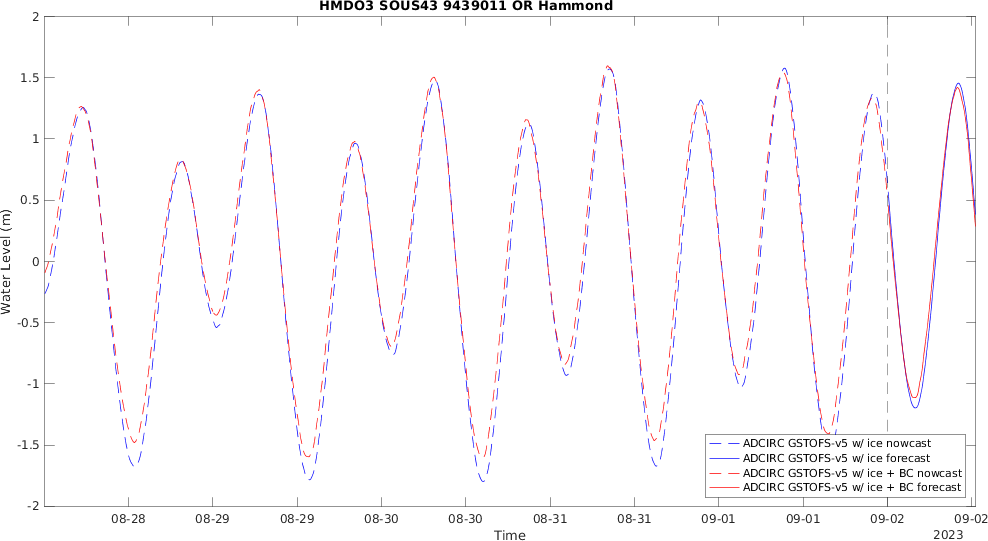 HMDO3 SOUS43 9439011 OR Hammond
Water Level (m)
2
1.5
1
0.5
0
-0.5
-1
-1.5
-2
ADCIRC GSTOFS-v5 w/ ice nowcast
ADCIRC GSTOFS-v5 w/ ice forecast
ADCIRC GSTOFS-v5 w/ ice + BC nowcast
ADCIRC GSTOFS-v5 w/ ice + BC forecast
08-28 08-29 08-29 08-30 08-30 08-31 08-31 09-01 09-01 09-02 09-02
Time
2023